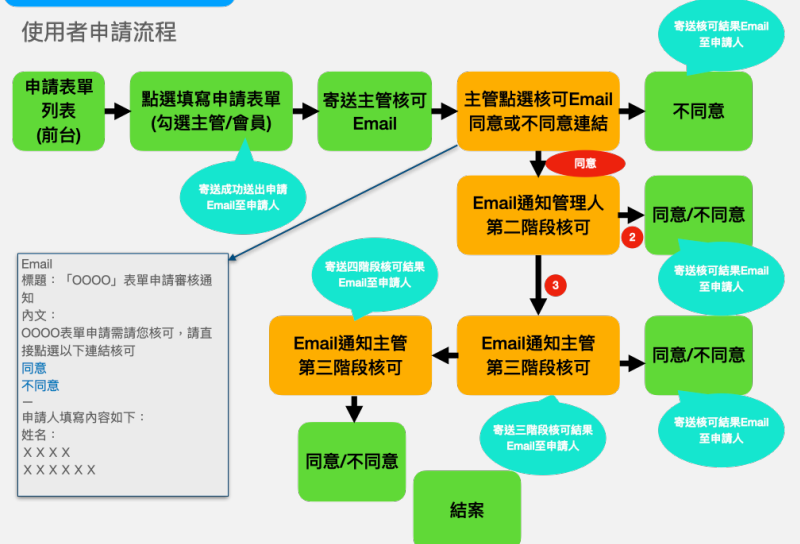 使用者申請流程
寄送核可結果Email
至申請人
申請表單
列表
(前台)
點選填寫申請表單
(勾選主管/會員)
寄送主管核可
Email
主管點選核可Email
同意或不同意連結
不同意
寄送成功送出申請
Email至申請人
同意
Email通知管理人
第二階段核可
2
同意/不同意
寄送核可結果Email
至申請人
3
寄送四階段核可結果
Email至申請人
Email通知主管
第三階段核可
Email通知主管
第三階段核可
同意/不同意
寄送三階段核可結果
Email至申請人
寄送核可結果Email
至申請人
同意/不同意
結案
Email
標題：「OOOO」表單申請審核通
知
內文：
OOOO表單申請需請您核可，請直
接點選以下連結核可
同意
不同意
—
申請人填寫內容如下：
姓名：
ＸＸＸＸ
ＸＸＸＸＸＸ